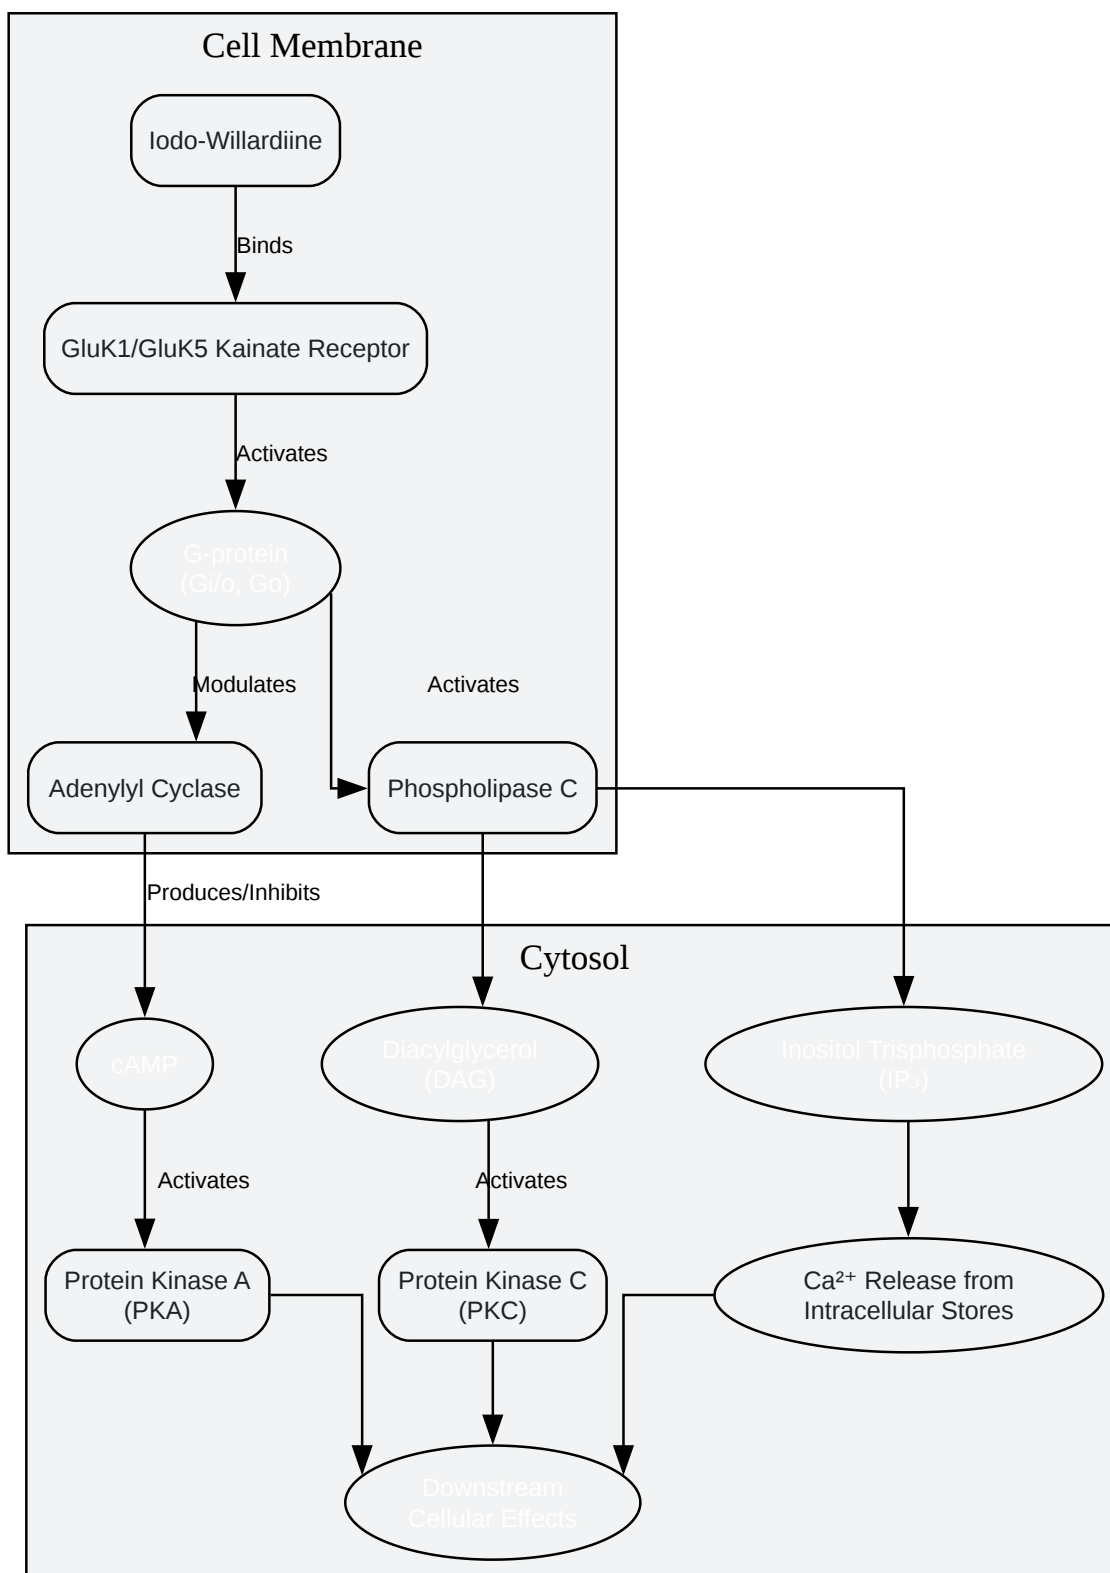 Cell Membrane
Iodo-Willardiine
Binds
GluK1/GluK5 Kainate Receptor
Activates
G-protein
(Gi/o, Go)
Modulates
Activates
Adenylyl Cyclase
Phospholipase C
Produces/Inhibits
Cytosol
cAMP
Diacylglycerol
(DAG)
Inositol Trisphosphate
(IP₃)
Activates
Activates
Protein Kinase A
(PKA)
Protein Kinase C
(PKC)
Ca²⁺ Release from
Intracellular Stores
Downstream
Cellular Effects